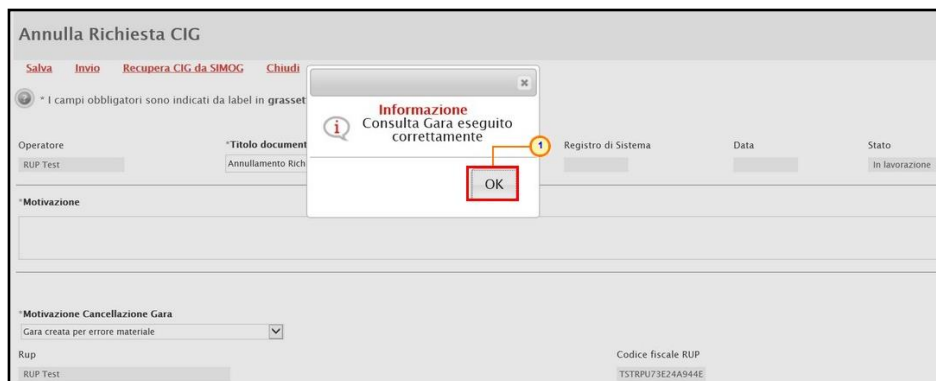 Annulla Richiesta CIG
Salva Invio Recupera CIG da SIMOG Chiudi
? * I campi obbligatori sono indicati da label in grasset
Informazione
i Consulta Gara eseguito
correttamente
1
OK
Operatore *Titolo document Registro di Sistema Data Stato
RUP Test Annullamento Rich In lavorazione
*Motivazione
*Motivazione Cancellazione Gara
Gara creata per errore materiale
Rup Codice fiscale RUP
RUP Test TSTRPU73E24A944E